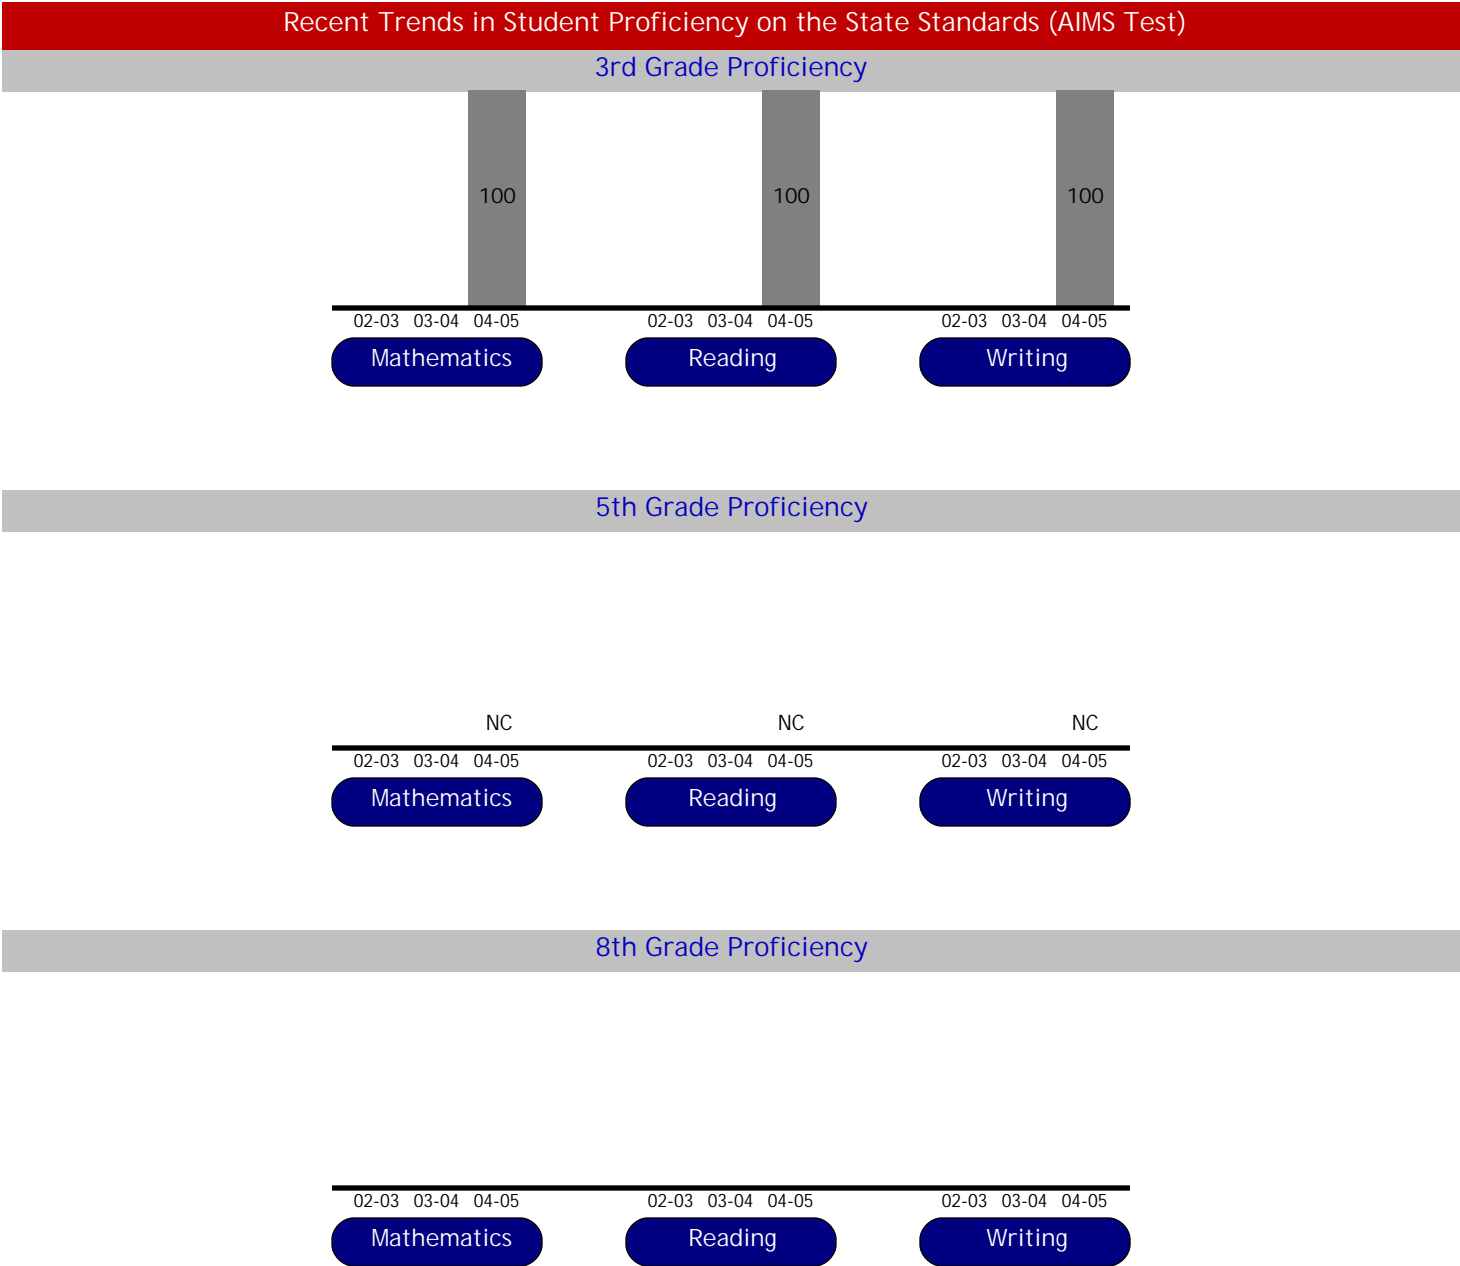 Recent Trends in Student Proficiency on the State Standards (AIMS Test)
3rd Grade Proficiency
100 100 100
02-03 03-04 04-05 02-03 03-04 04-05 02-03 03-04 04-05
Mathematics Reading Writing
5th Grade Proficiency
NC NC NC
02-03 03-04 04-05 02-03 03-04 04-05 02-03 03-04 04-05
Mathematics Reading Writing
8th Grade Proficiency
02-03 03-04 04-05 02-03 03-04 04-05 02-03 03-04 04-05
Mathematics Reading Writing